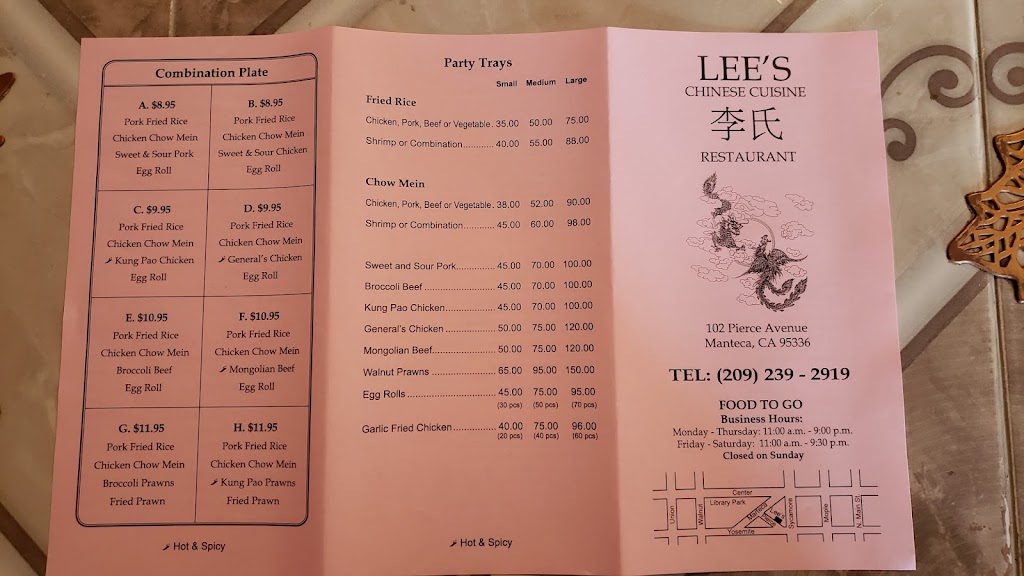 Combination Plate
A. $8.95
Pork Fried Rice
Chicken Chow Mein
Sweet & Sour Pork
Egg Roll
B. $8.95
Pork Fried Rice
Chicken Chow Mein
Sweet & Sour Chicken
Egg Roll
C. $9.95
Pork Fried Rice
Chicken Chow Mein
Kung Pao Chicken
Egg Roll
D. $9.95
Pork Fried Rice
Chicken Chow Mein
General's Chicken
Egg Roll
E. $10.95
Pork Fried Rice
Chicken Chow Mein
Broccoli Beef
Egg Roll
F. $10.95
Pork Fried Rice
Chicken Chow Mein
Mongolian Beef
Egg Roll
G. $11.95
Pork Fried Rice
Chicken Chow Mein
Broccoli Prawns
Fried Prawn
H. $11.95
Pork Fried Rice
Chicken Chow Mein
Kung Pao Prawns
Fried Prawn
Hot & Spicy
Party Trays
Small Medium Large
Fried Rice
Chicken, Pork, Beef or Vegetable. 35.00 50.00 75.00
Shrimp or Combination............ 40.00 55.00 88.00
Chow Mein
Chicken, Pork, Beef or Vegetable. 38.00 52.00 90.00
Shrimp or Combination............ 45.00 60.00 98.00
Sweet and Sour Pork.............. 45.00 70.00 100.00
Broccoli Beef......................... 45.00 70.00 100.00
Kung Pao Chicken.................. 45.00 70.00 100.00
General's Chicken.................. 50.00 75.00 120.00
Mongolian Beef....................... 50.00 75.00 120.00
Walnut Prawns....................... 65.00 95.00 150.00
Egg Rolls............................... 45.00 75.00 95.00
(30 pcs) (50 pcs) (70 pcs)
Garlic Fried Chicken................ 40.00 75.00 96.00
(20 pcs) (40 pcs) (60 pcs)
Hot & Spicy
LEE'S
CHINESE CUISINE
李氏
RESTAURANT
102 Pierce Avenue
Manteca, CA 95336
TEL: (209) 239 - 2919
FOOD TO GO
Business Hours:
Monday - Thursday: 11:00 a.m. - 9:00 p.m.
Friday - Saturday: 11:00 a.m. - 9:30 p.m.
Closed on Sunday
Center
Library Park
Union
Walnut
Manteca
Lee's
Sycamore
Maple
N. Main St.
Yosemite